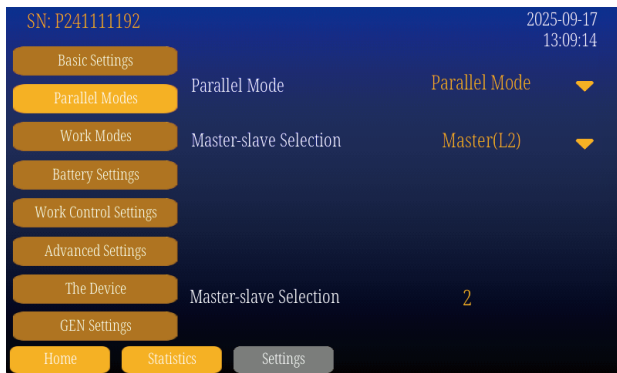 SN: P241111192
2025-09-17
13:09:14
Basic Settings
Parallel Modes
Work Modes
Battery Settings
Work Control Settings
Advanced Settings
The Device
GEN Settings
Parallel Mode Parallel Mode
Master-slave Selection Master(L2)
Master-slave Selection 2
Home Statistics Settings